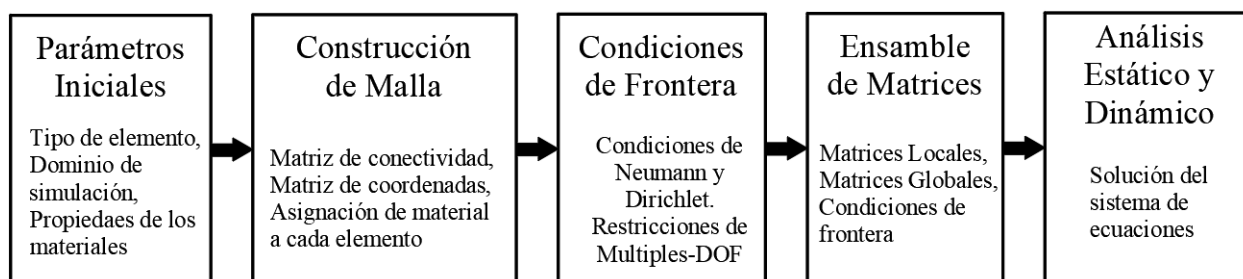 Parámetros
Iniciales
Tipo de elemento,
Dominio de
simulación,
Propiedaes de los
materiales
Construcción
de Malla
Matriz de conectividad,
Matriz de coordenadas,
Asignación de material
a cada elemento
Condiciones
de Frontera
Condiciones de
Neumann y
Dirichlet.
Restricciones de
Multiples-DOF
Ensamble
de Matrices
Matrices Locales,
Matrices Globales,
Condiciones de
frontera
Análisis
Estático y
Dinámico
Solución del
sistema de
ecuaciones